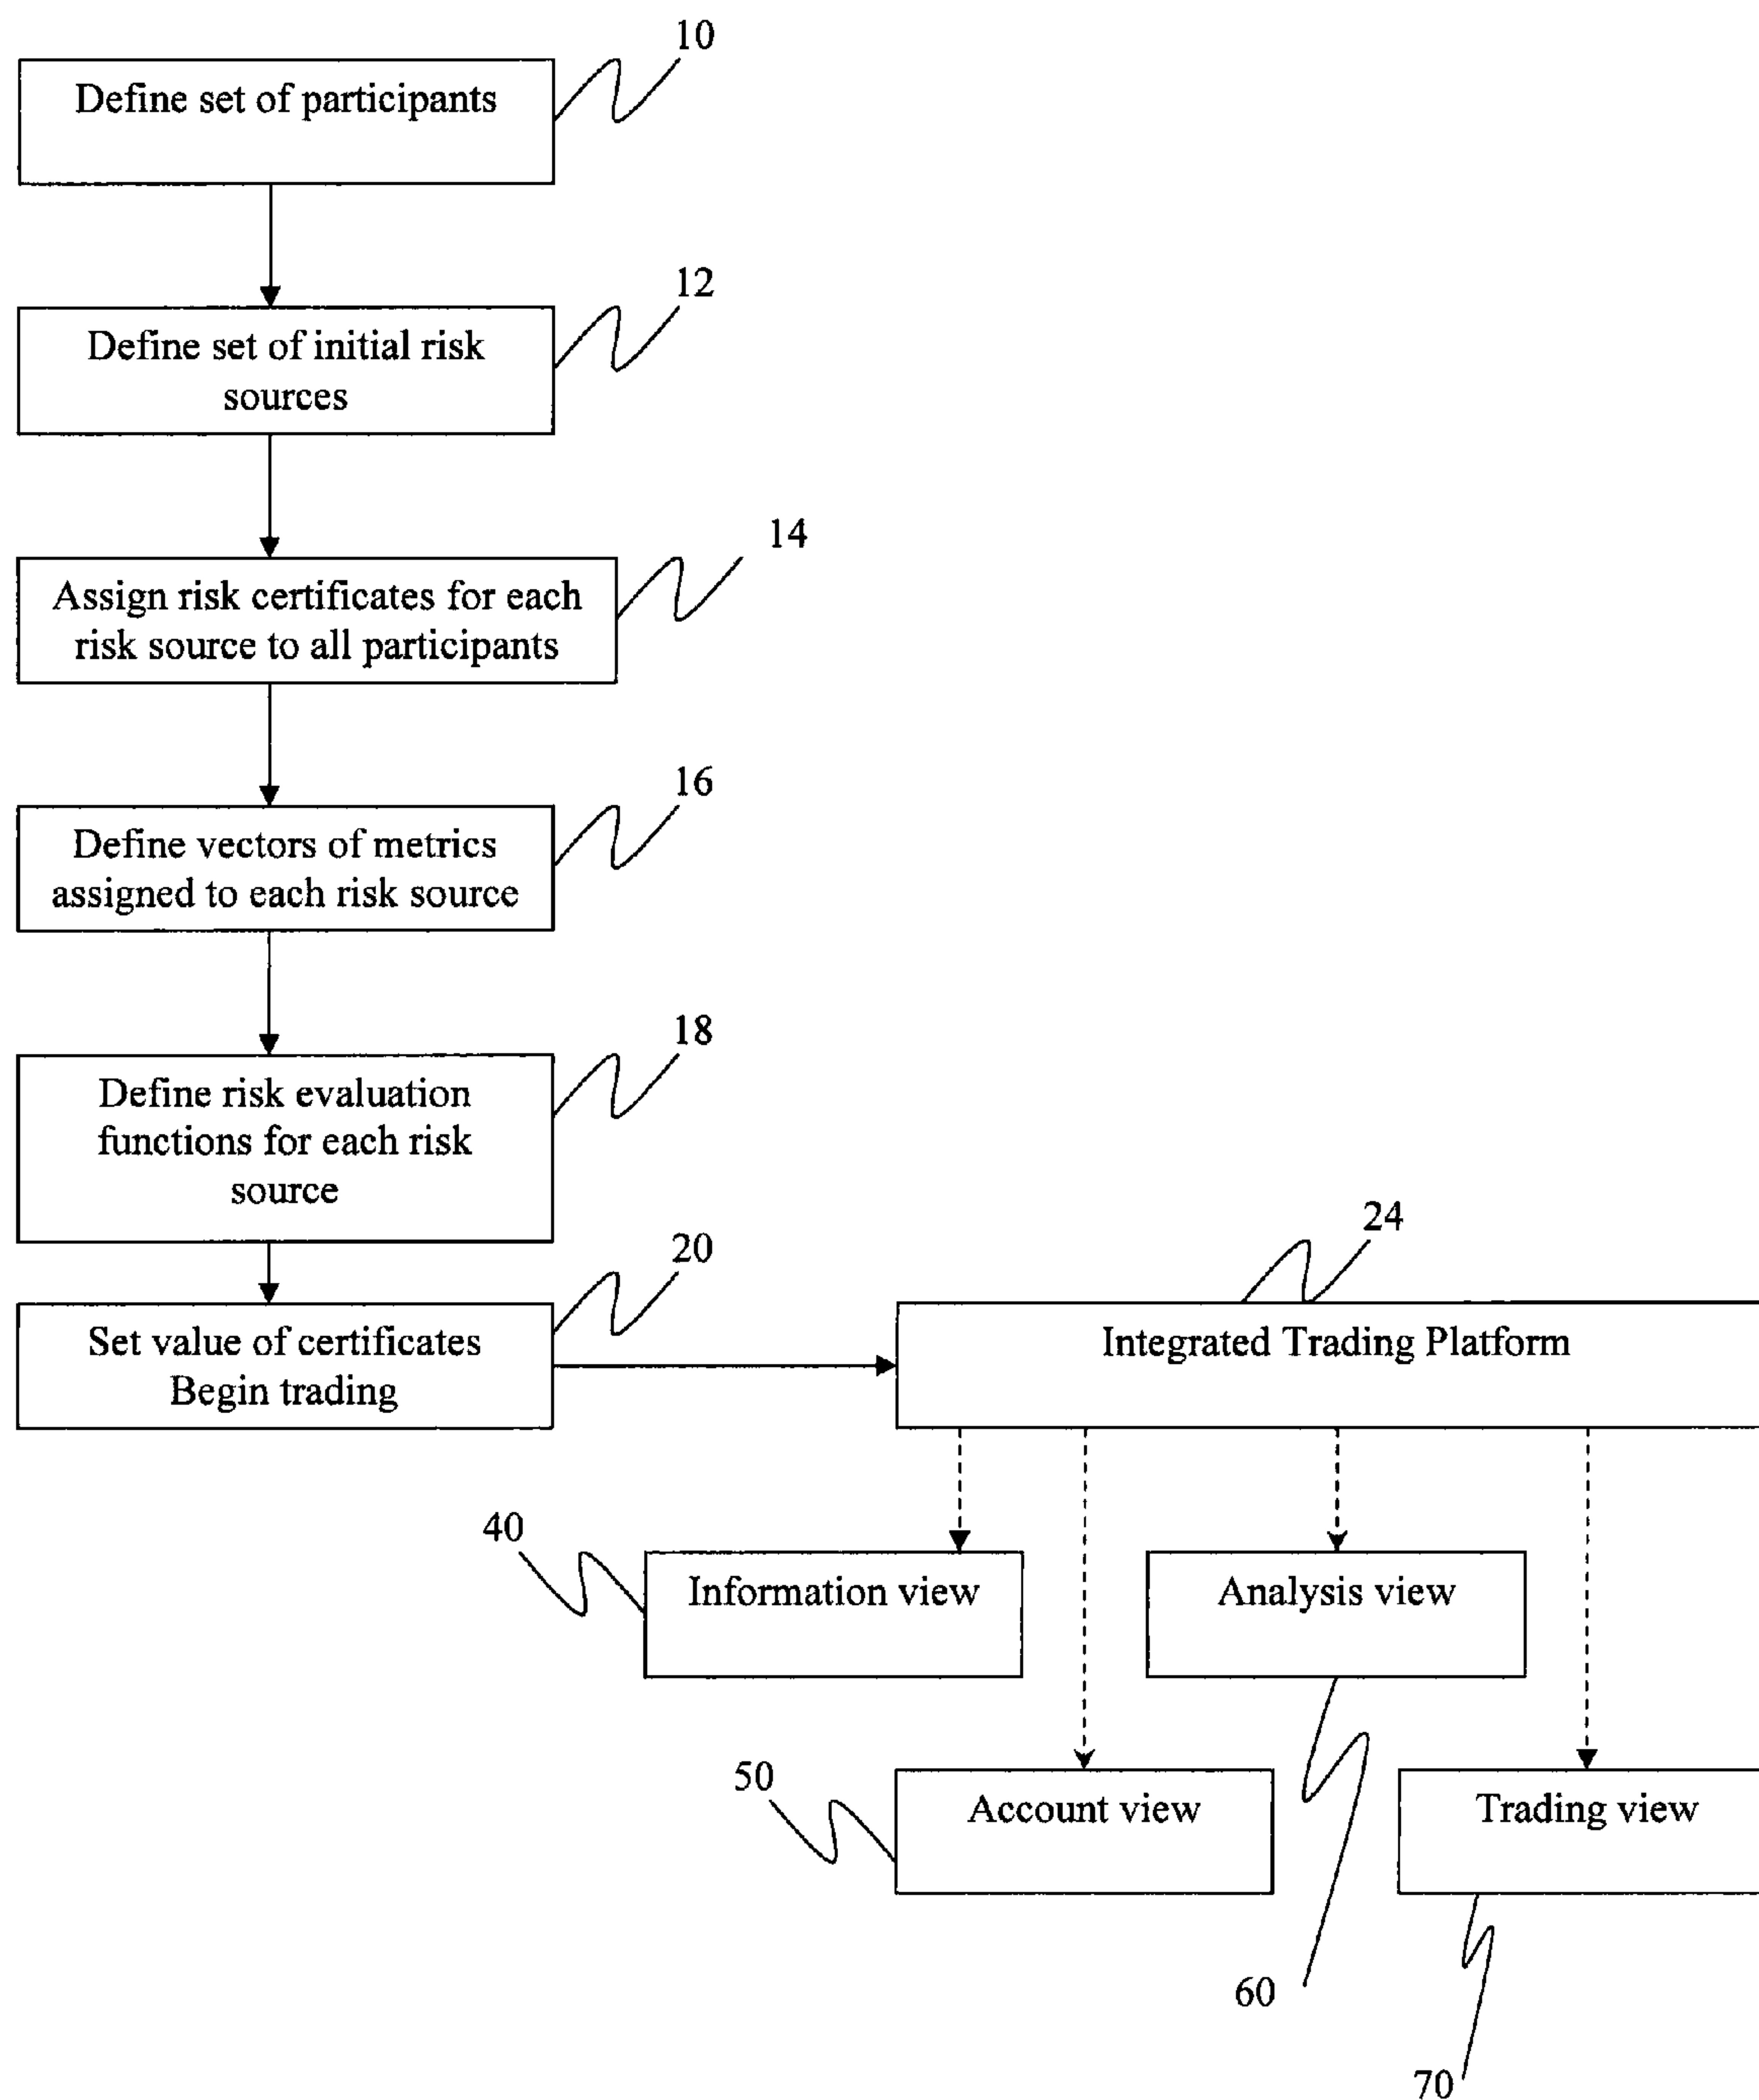 10
Define set of participants
12
Define set of initial risk
sources
14
Assign risk certificates for each
risk source to all participants
16
Define vectors of metrics
assigned to each risk source
18
Define risk evaluation
functions for each risk
source
20
Set value of certificates
Begin trading
24
Integrated Trading Platform
40
Information view
Analysis view
50
Account view
Trading view
60
70